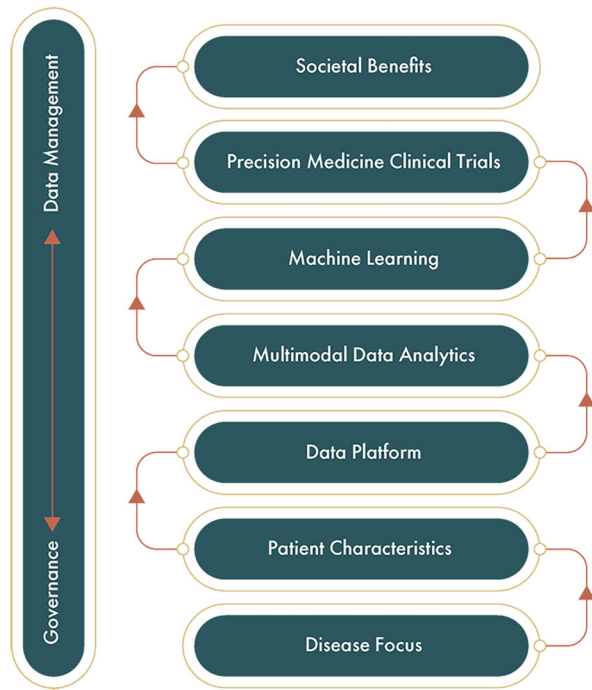 Data Management
Governance
Societal Benefits
Precision Medicine Clinical Trials
Machine Learning
Multimodal Data Analytics
Data Platform
Patient Characteristics
Disease Focus